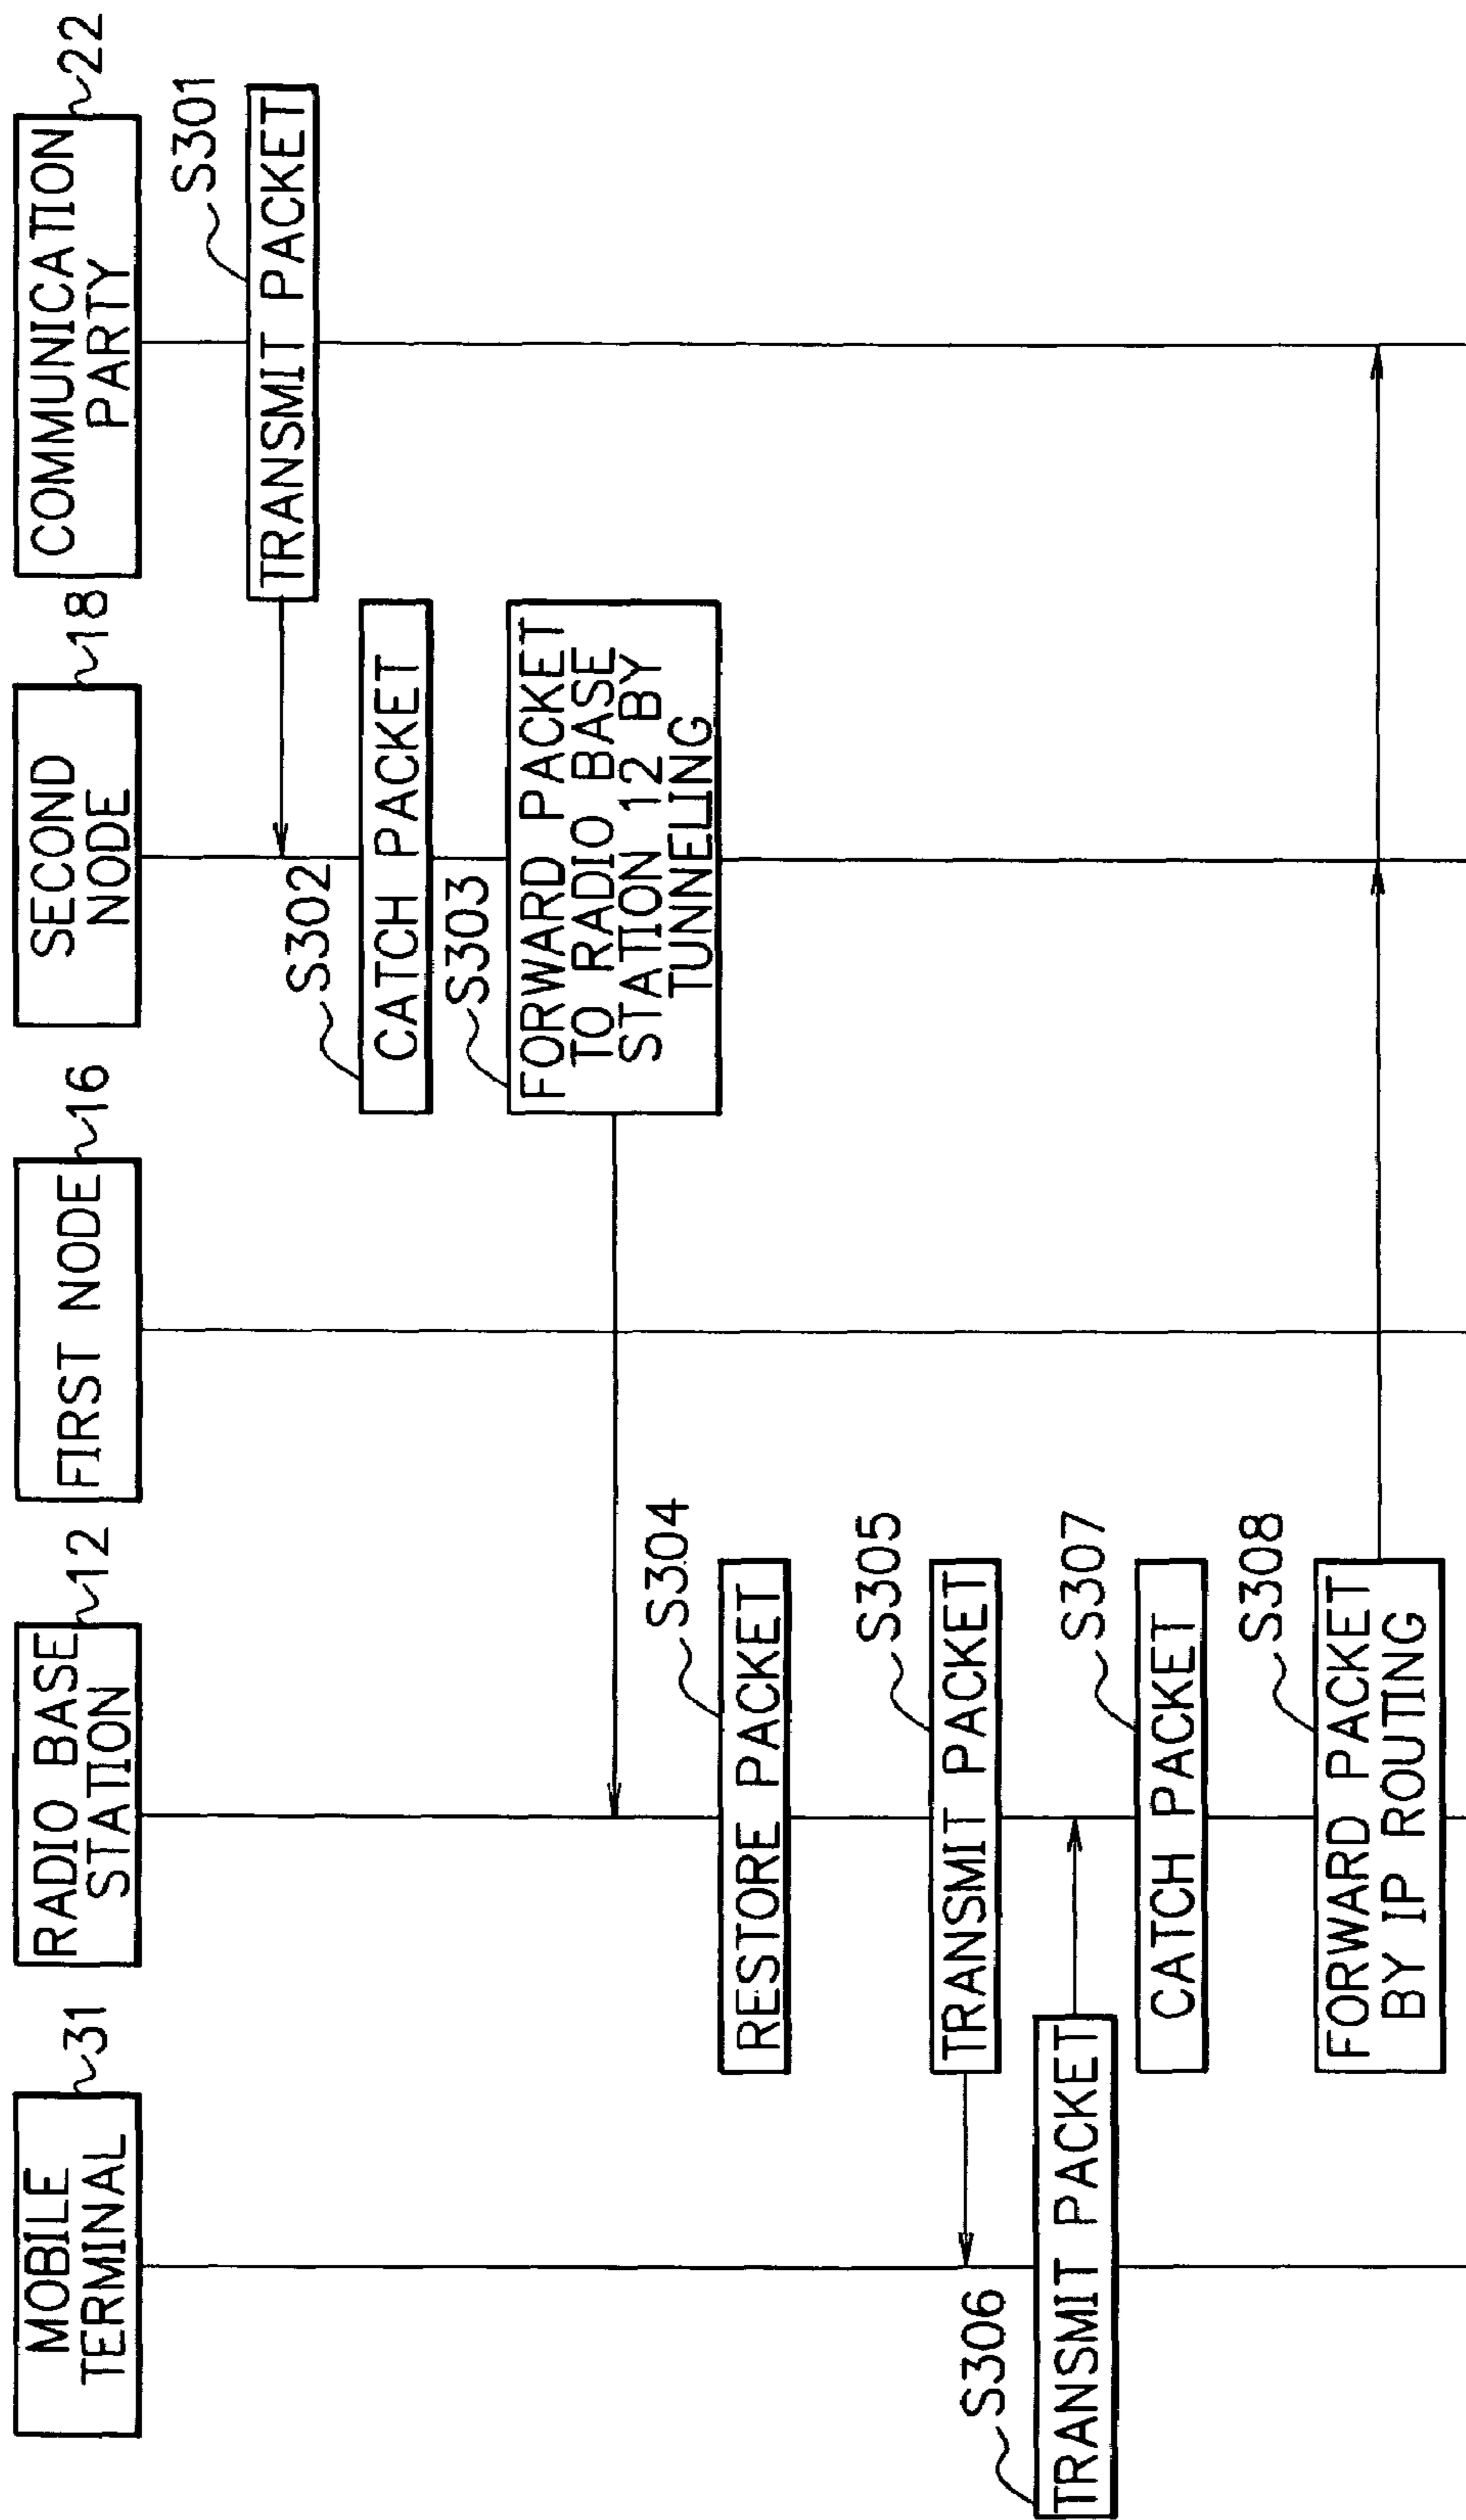 MOBILE
TERMINAL
31
RADIO BASE
STATION
12
FIRST NODE
16
SECOND
NODE
18
COMMUNICATION
PARTY
22
S301
TRANSMIT PACKET
S302
CATCH PACKET
S303
FORWARD PACKET
TO RADIO BASE
STATION 12 BY
TUNNELING
S304
RESTORE PACKET
S305
TRANSMIT PACKET
S306
TRANSMIT PACKET
S307
CATCH PACKET
S308
FORWARD PACKET
BY IP ROUTING